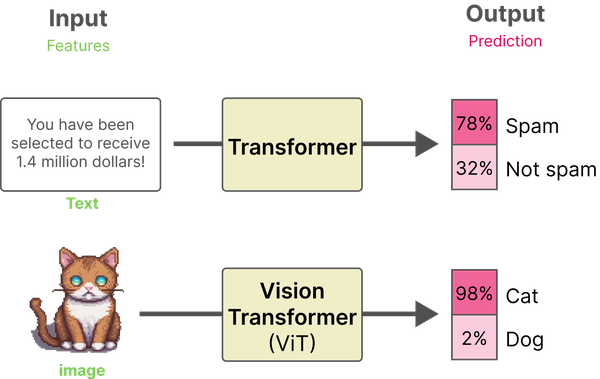 Input
Features
Output
Prediction
You have been
selected to receive
1.4 million dollars!
Text
Transformer
78% Spam
32% Not spam
image
Vision
Transformer
(ViT)
98% Cat
2% Dog